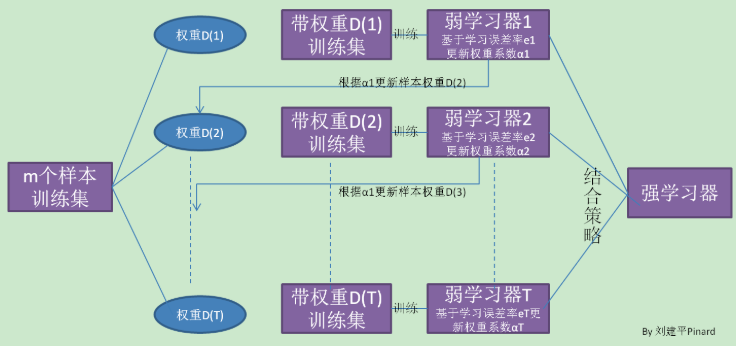 权重D(1)
带权重D(1)
训练集
训练
弱学习器1
基于学习误差率e1
更新权重系数α1
根据α1更新样本权重D(2)
权重D(2)
带权重D(2)
训练集
训练
弱学习器2
基于学习误差率e2
更新权重系数α2
m个样本
训练集
根据α1更新样本权重D(3)
结合策略
强学习器
权重D(T)
带权重D(T)
训练集
训练
弱学习器T
基于学习误差率eT更
新权重系数αT
By 刘建平Pinard